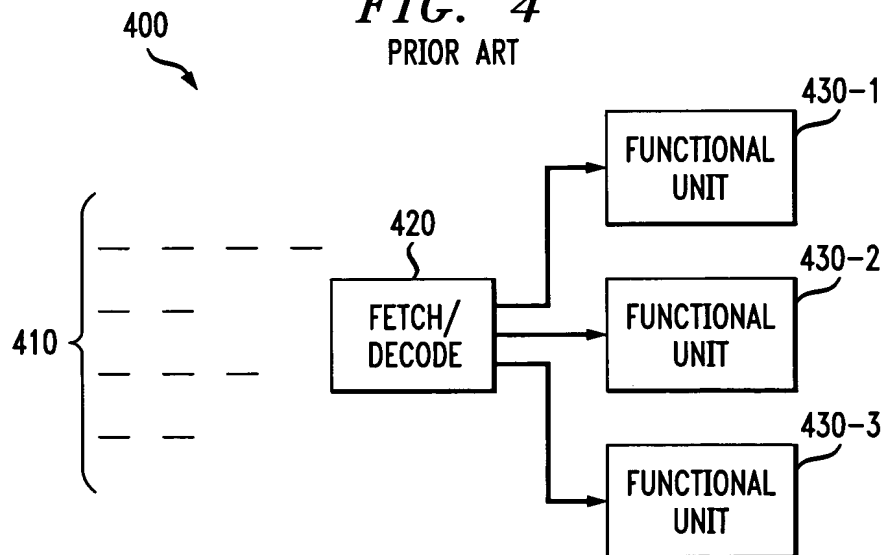 FIG. 4
PRIOR ART
400
430-1
FUNCTIONAL
UNIT
420
430-2
FETCH/
DECODE
FUNCTIONAL
UNIT
410
430-3
FUNCTIONAL
UNIT